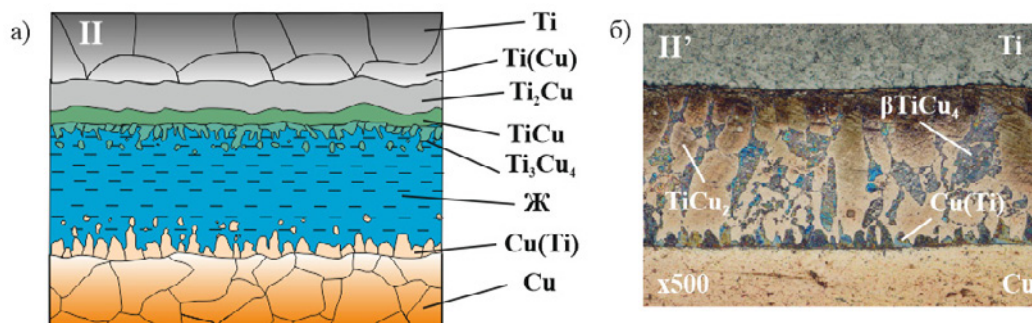 а)
II
Ti
Ti(Cu)
Ti₂Cu
TiCu
Ti₃Cu₄
Ж
Cu(Ti)
Cu
б)
II’
Ti
βTiCu₄
TiCu₂
Cu(Ti)
x500
Cu